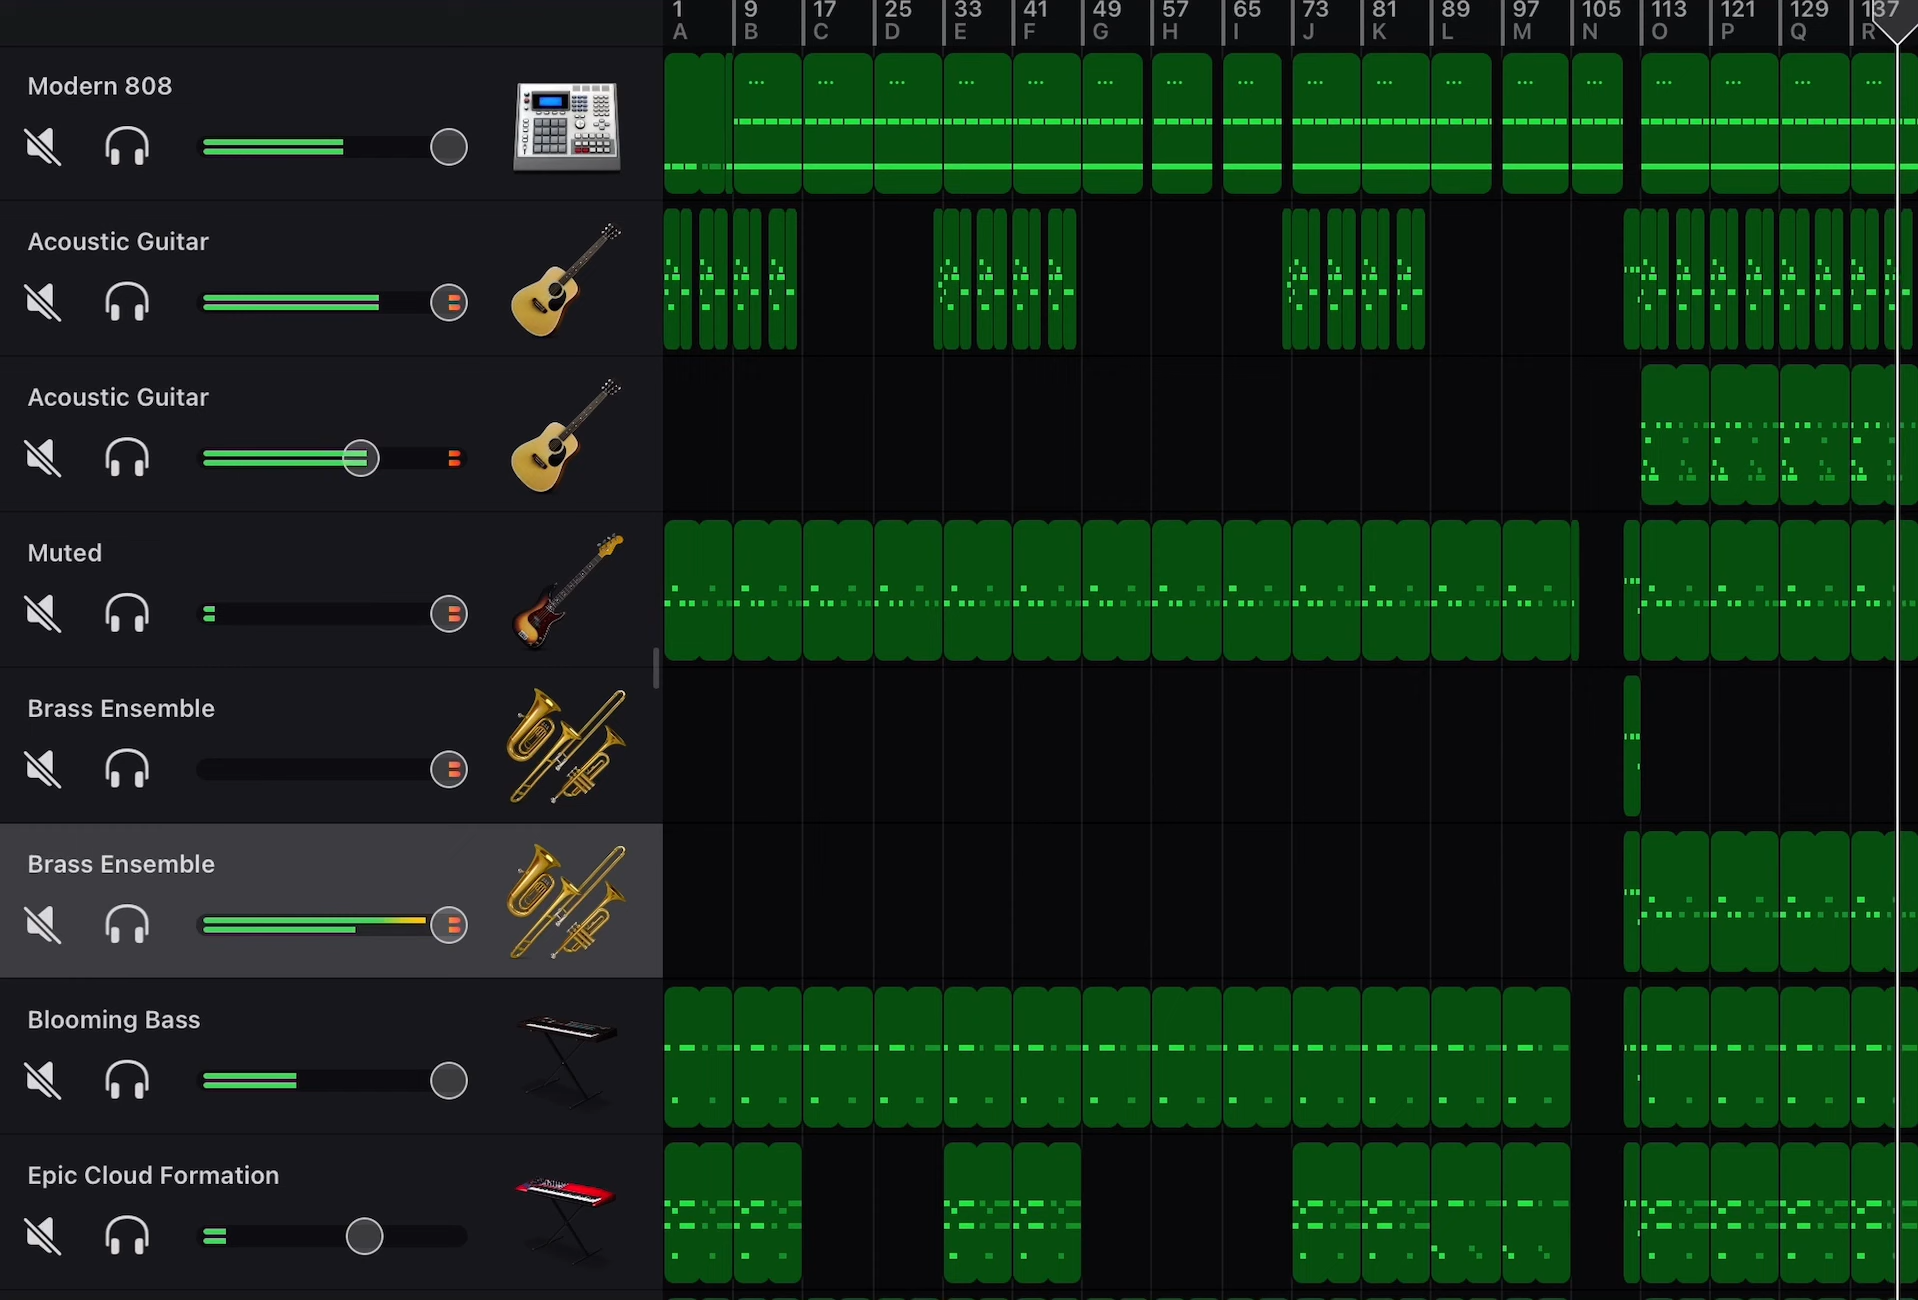 1 9 17 25 33 41 49 57 65 73 81 89 97 105 113 121 129 137
A B C D E F G H I J K L M N O P Q R
Modern 808
Acoustic Guitar
Acoustic Guitar
Muted
Brass Ensemble
Brass Ensemble
Blooming Bass
Epic Cloud Formation